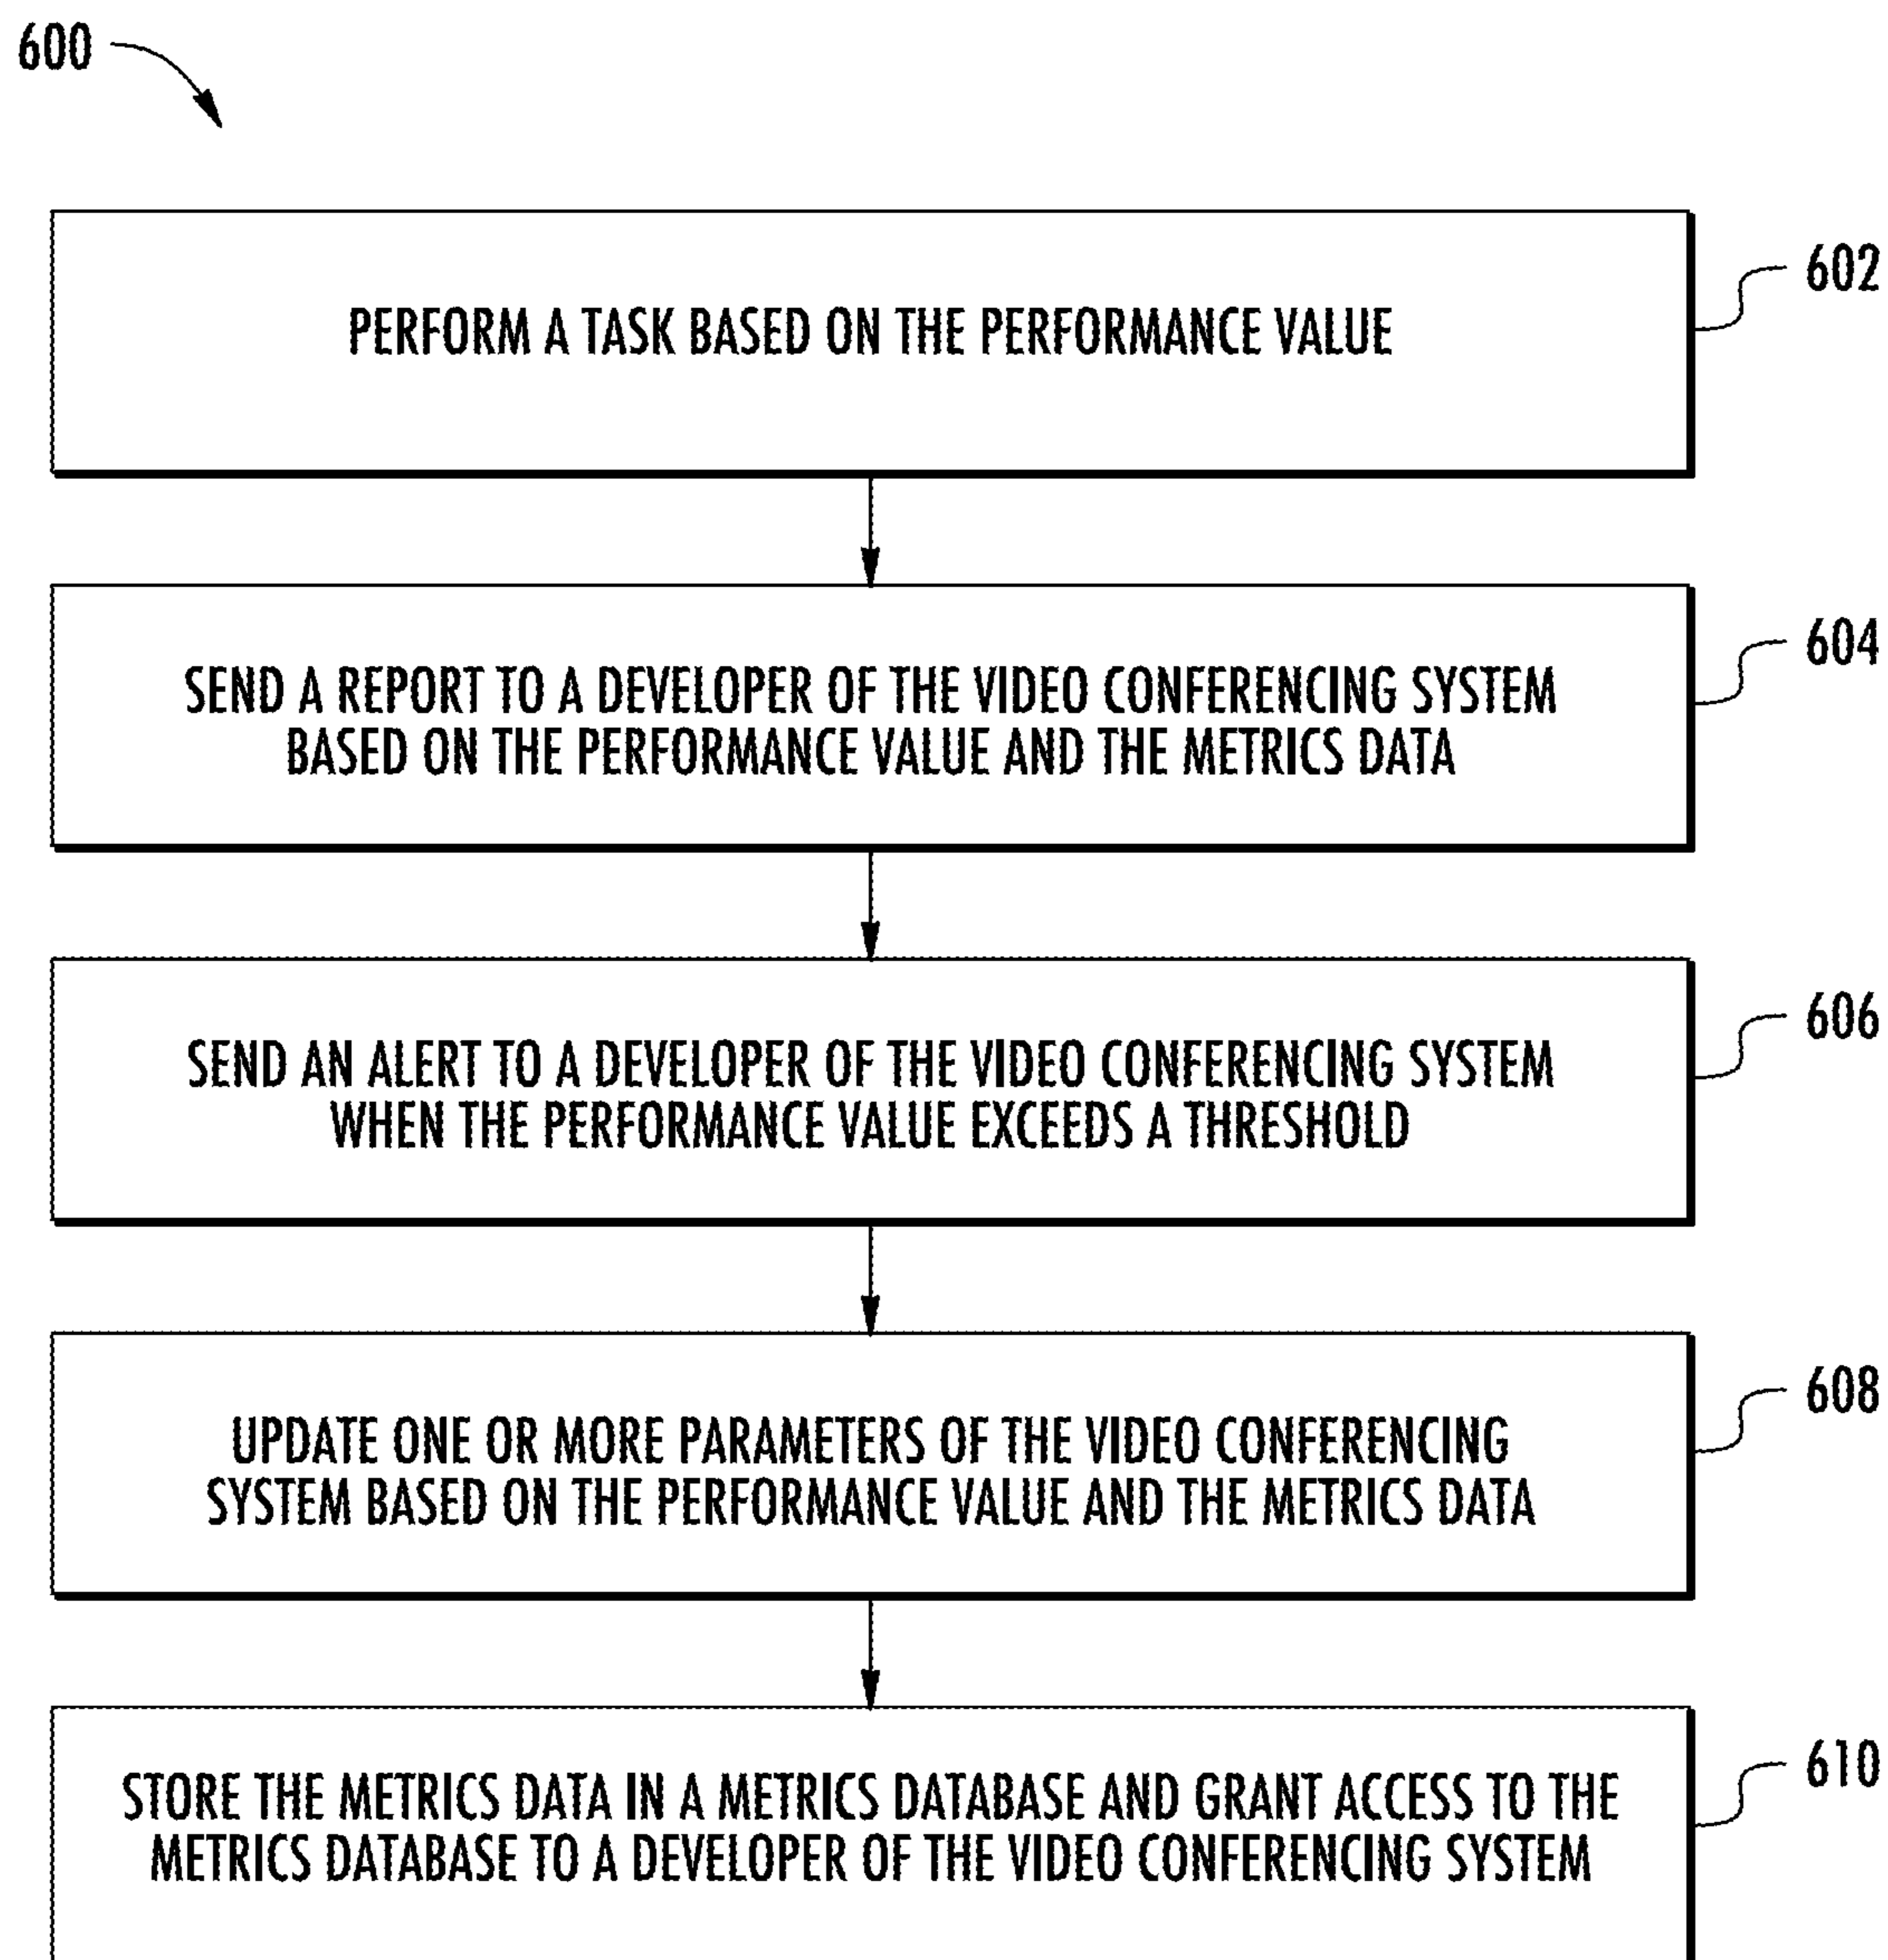 600
602
PERFORM A TASK BASED ON THE PERFORMANCE VALUE
604
SEND A REPORT TO A DEVELOPER OF THE VIDEO CONFERENCING SYSTEM
BASED ON THE PERFORMANCE VALUE AND THE METRICS DATA
606
SEND AN ALERT TO A DEVELOPER OF THE VIDEO CONFERENCING SYSTEM
WHEN THE PERFORMANCE VALUE EXCEEDS A THRESHOLD
608
UPDATE ONE OR MORE PARAMETERS OF THE VIDEO CONFERENCING
SYSTEM BASED ON THE PERFORMANCE VALUE AND THE METRICS DATA
610
STORE THE METRICS DATA IN A METRICS DATABASE AND GRANT ACCESS TO THE
METRICS DATABASE TO A DEVELOPER OF THE VIDEO CONFERENCING SYSTEM